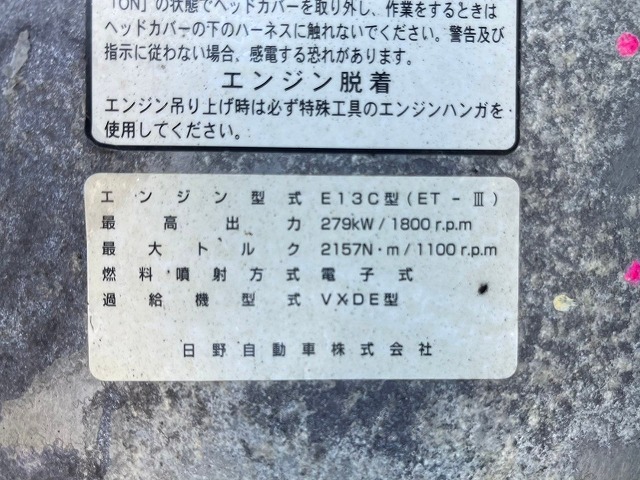 ION」の状態でヘッドカバーを取り外し、作業をするときは
ヘッドカバーの下のハーネスに触れないでください。警告及び
指示に従わない場合、感電する恐れがあります。
エンジン脱着
エンジン吊り上げ時は必ず特殊工具のエンジンハンガを
使用してください。
エンジン型式 E13C型(ET-Ⅲ)
最高出力 279kW/1800 r.p.m
最大トルク 2157N・m/1100 r.p.m
燃料噴射方式 電子式
過給機型式 VXDE型
日野自動車株式会社